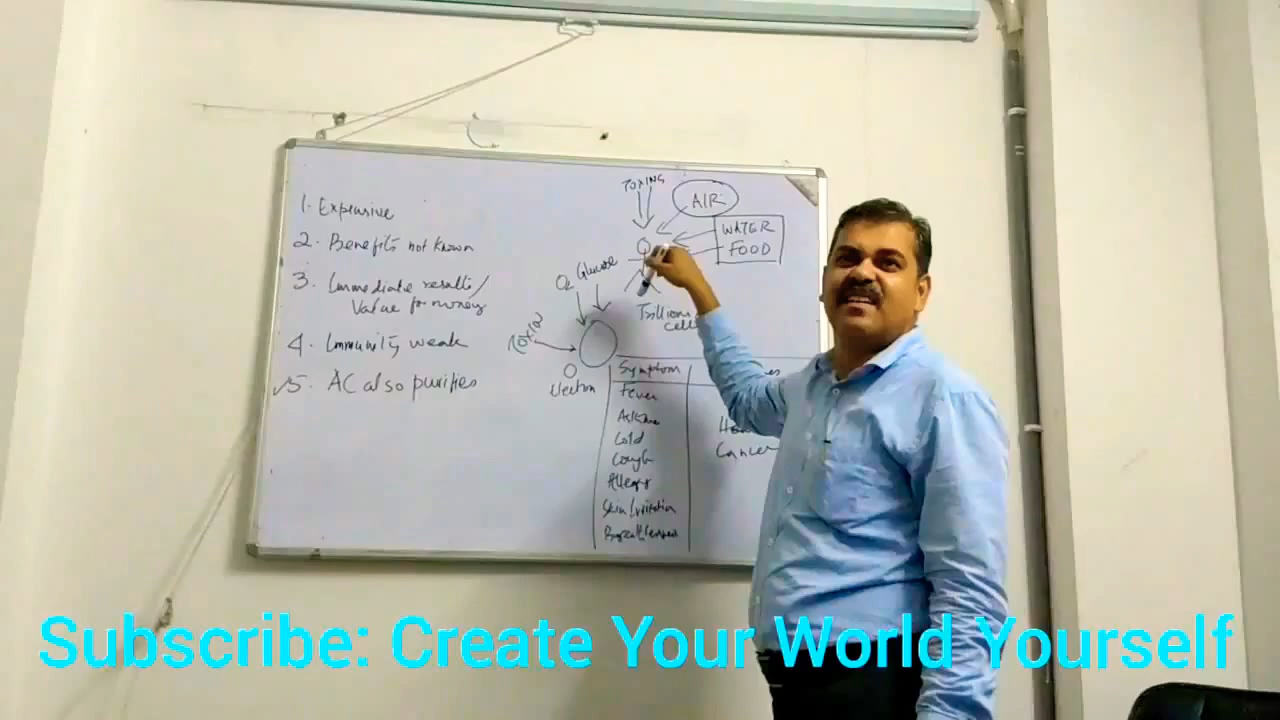 1. Expensive
2. Benefits not known
3. Immediate results/
Value for money
4. Immunity weak
5. AC also purifies
TOXINS
AIR
WATER
FOOD
O2 Glucose
Trillions
TOXIN
Electron
Symptom
Fever
Asthma
Cold
Cough
Allergy
Skin Irritation
Cancer
Subscribe: Create Your World Yourself